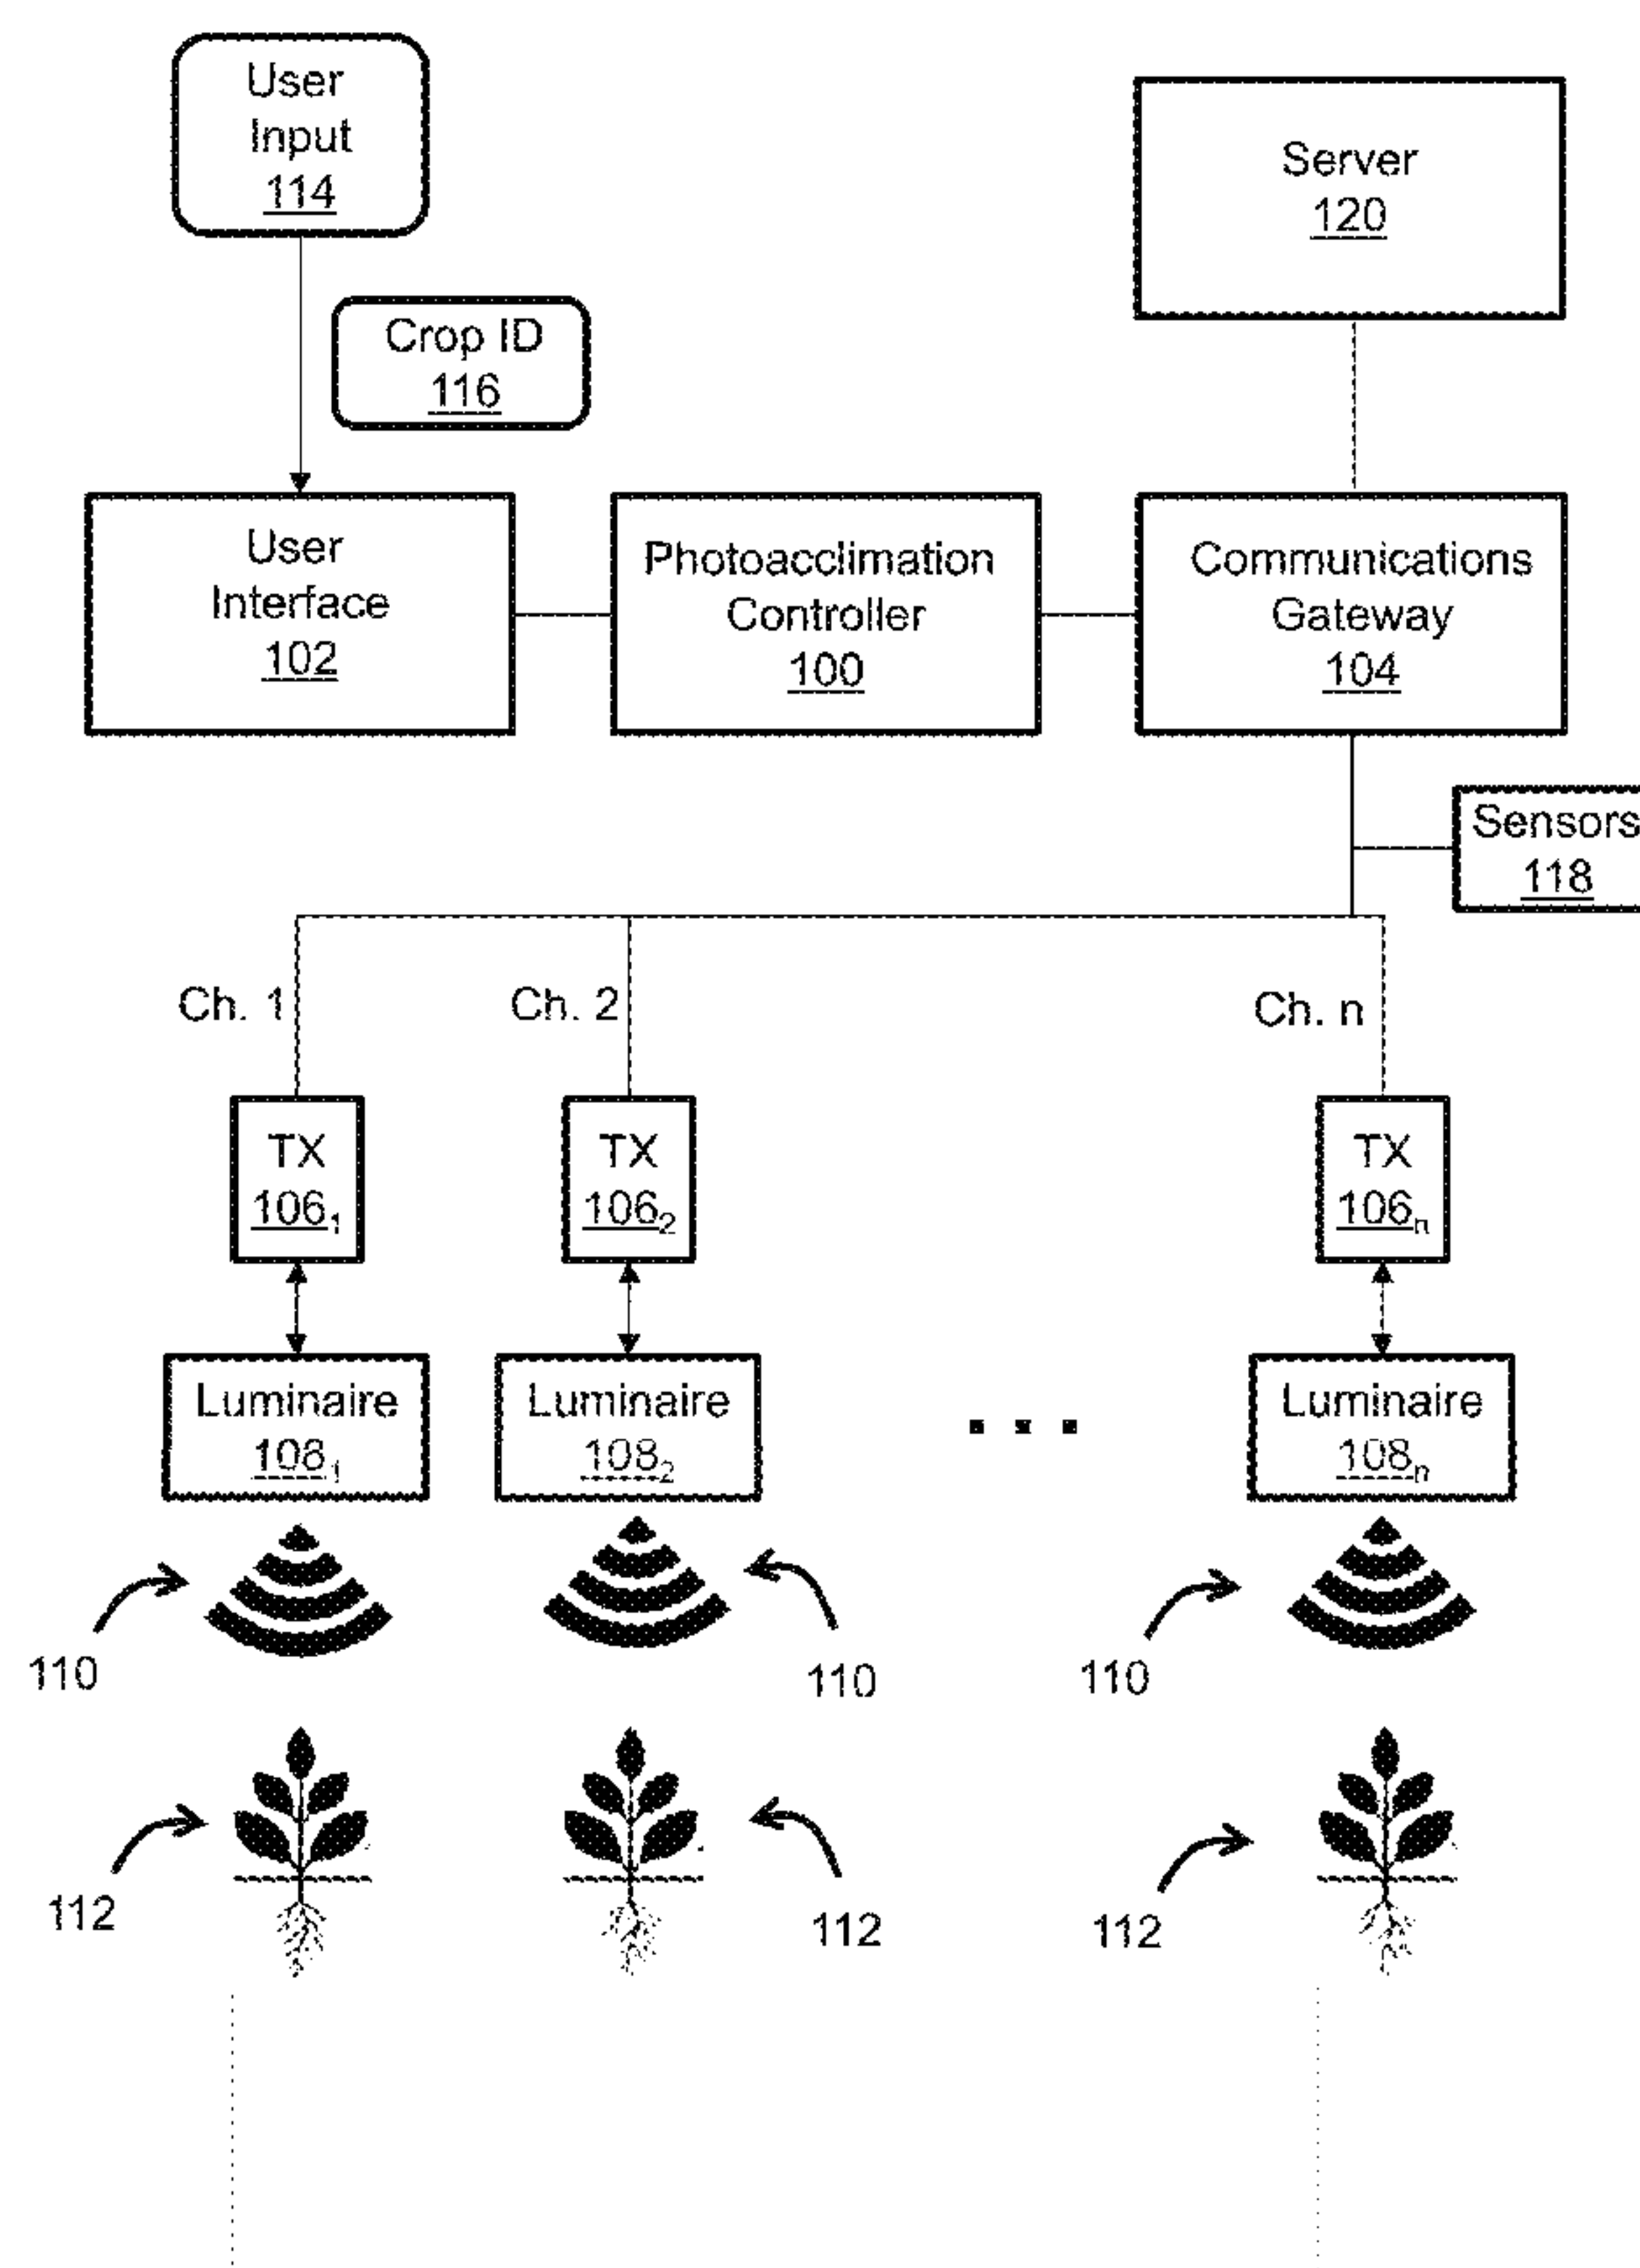 User
Input
114
Server
120
Crop ID
116
User
Interface
102
Photoacclimation
Controller
100
Communications
Gateway
104
Sensors
118
Ch. 1
Ch. 2
Ch. n
TX
106₁
TX
106₂
TX
106ₙ
Luminaire
108₁
Luminaire
108₂
Luminaire
108ₙ
110
110
110
112
112
112